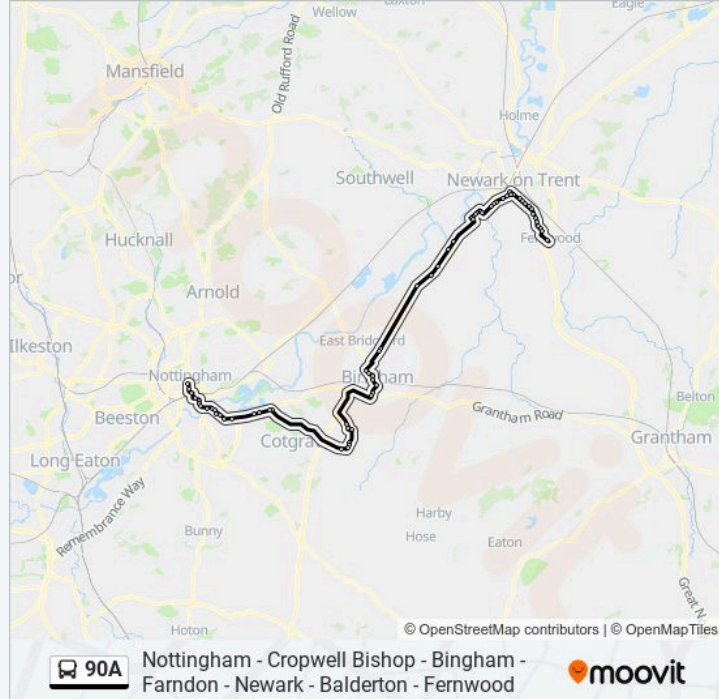 Wellow
Eagle
Mansfield
Old Rufford Road
Holme
Southwell
Newark on Trent
Hucknall
Fernwood
Arnold
Ilkeston
East Bridgford
Nottingham
Bingham
Beeston
Belton
Grantham Road
Cotgrave
Grantham
Long Eaton
Remembrance Way
Harby
Bunny
Hose
Eaton
Great N
Hoton
© OpenStreetMap contributors | © OpenMapTiles
90A
Nottingham - Cropwell Bishop - Bingham -
Farndon - Newark - Balderton - Fernwood
moovit